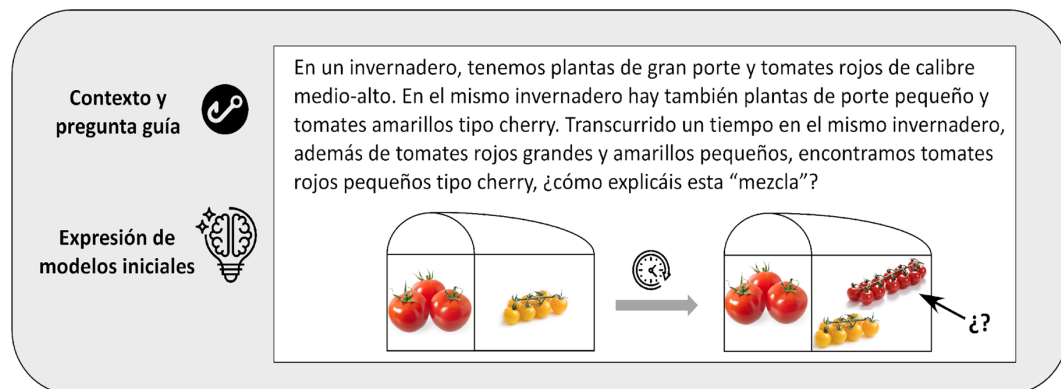 Contexto y
pregunta guía
En un invernadero, tenemos plantas de gran porte y tomates rojos de calibre
medio-alto. En el mismo invernadero hay también plantas de porte pequeño y
tomates amarillos tipo cherry. Transcurrido un tiempo en el mismo invernadero,
además de tomates rojos grandes y amarillos pequeños, encontramos tomates
rojos pequeños tipo cherry, ¿cómo explicáis esta “mezcla”?
Expresión de
modelos iniciales
¿?